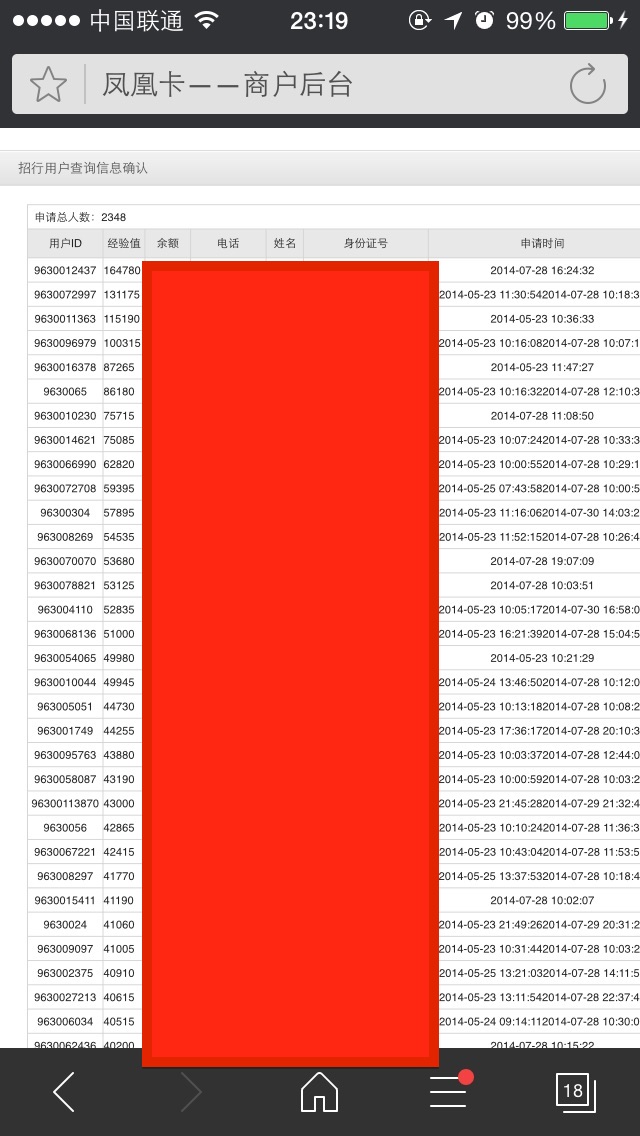 中国联通 23:19 99%
凤凰卡——商户后台
招行用户查询信息确认
申请总人数：2348
用户ID 经验值 余额 电话 姓名 身份证号 申请时间
9630012437 164780 2014-07-28 16:24:32
9630072997 131175 2014-05-23 11:30:542014-07-28 10:18:3
9630011363 115190 2014-05-23 10:36:33
9630096979 100315 2014-05-23 10:16:082014-07-28 10:07:1
9630016378 87265 2014-05-23 11:47:27
9630065 86180 2014-05-23 10:16:322014-07-28 12:10:3
9630010230 75715 2014-07-28 11:08:50
9630014621 75085 2014-05-23 10:07:242014-07-28 10:33:3
9630066990 62820 2014-05-23 10:00:552014-07-28 10:29:1
9630072708 59395 2014-05-25 07:43:582014-07-28 10:00:5
96300304 57895 2014-05-23 11:16:062014-07-30 14:03:2
963008269 54535 2014-05-23 11:52:152014-07-28 10:26:4
9630070070 53680 2014-07-28 19:07:09
9630078821 53125 2014-07-28 10:03:51
963004110 52835 2014-05-23 10:05:172014-07-30 16:58:0
9630068136 51000 2014-05-23 16:21:392014-07-28 15:04:5
9630054065 49980 2014-05-23 10:21:29
9630010044 49945 2014-05-24 13:46:502014-07-28 10:12:0
963005051 44730 2014-05-23 10:13:182014-07-28 10:08:2
963001749 44255 2014-05-23 17:36:172014-07-28 20:10:3
9630095763 43880 2014-05-23 10:03:372014-07-28 12:44:0
9630058087 43190 2014-05-23 10:00:592014-07-28 10:03:2
96300113870 43000 2014-05-23 21:45:282014-07-29 21:32:4
9630056 42865 2014-05-23 10:10:242014-07-28 11:36:3
9630067221 42415 2014-05-23 10:43:042014-07-28 11:53:5
963008297 41770 2014-05-25 13:37:532014-07-28 10:18:4
9630015411 41190 2014-07-28 10:02:07
9630024 41060 2014-05-23 21:49:262014-07-29 20:31:2
963009097 41005 2014-05-23 10:31:442014-07-28 10:03:2
963002375 40910 2014-05-25 13:21:032014-07-28 14:11:5
9630027213 40615 2014-05-23 13:11:542014-07-28 22:37:4
963006034 40515 2014-05-24 09:14:112014-07-28 10:30:0
9630062436 40200 2014-07-28 10:15:22
18